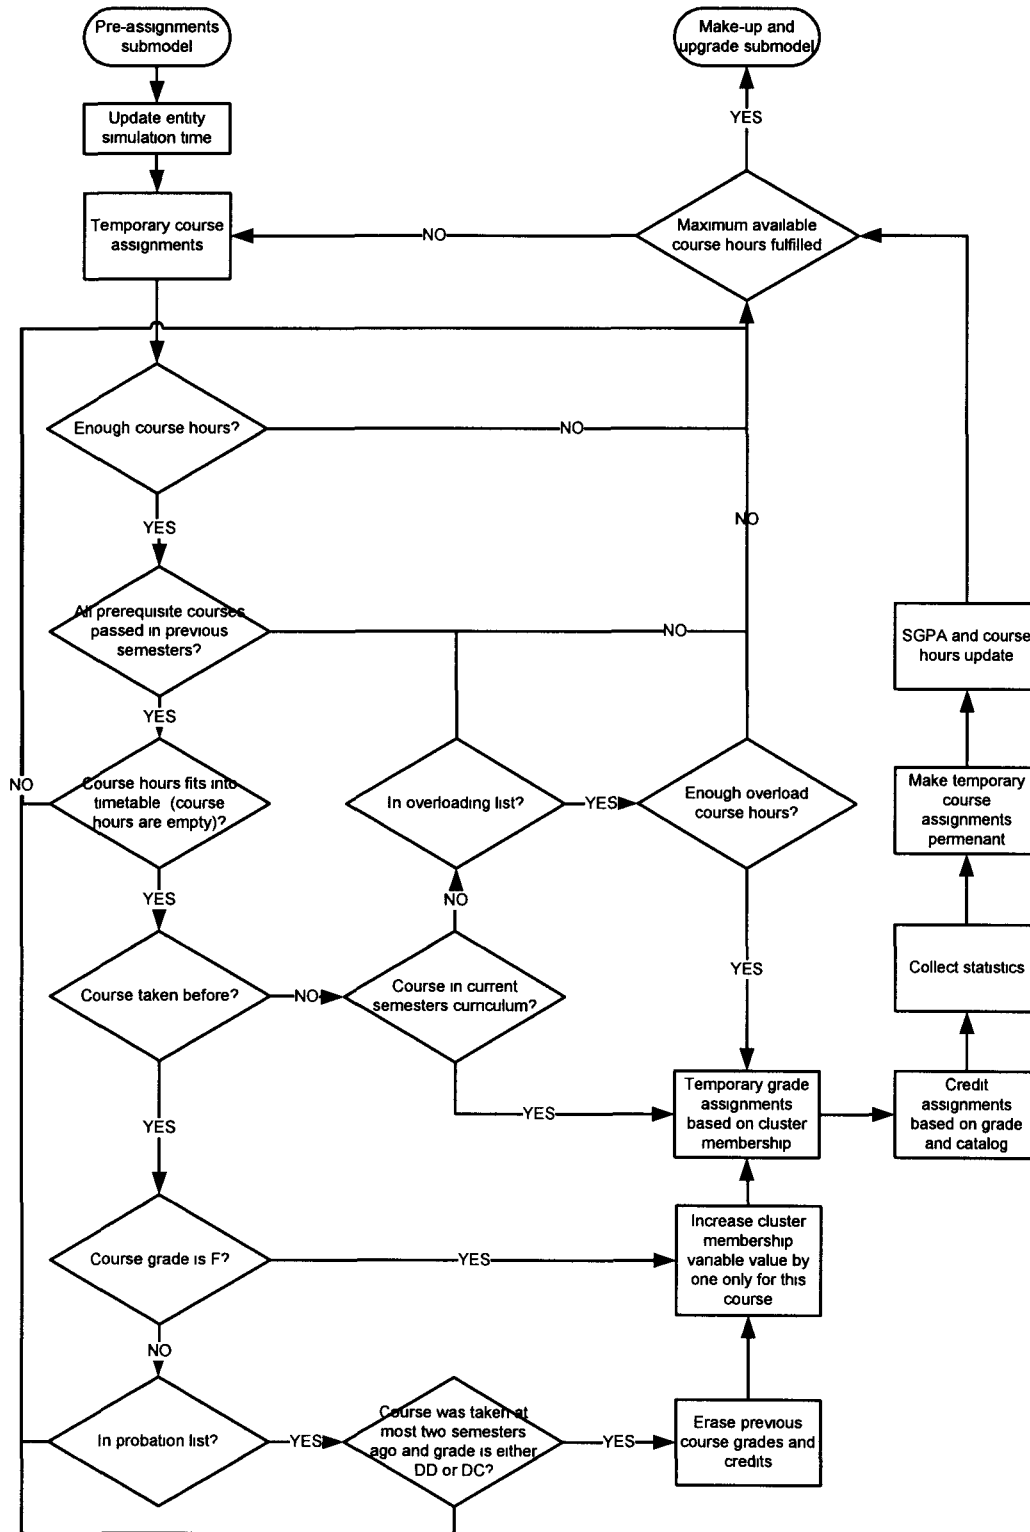 Pre-assignments
submodel
Make-up and
upgrade submodel
Update entity
simulation time
YES
Temporary course
assignments
NO
Maximum available
course hours fulfilled
Enough course hours?
NO
YES
NO
All prerequisite courses
passed in previous
semesters?
NO
SGPA and course
hours update
YES
NO
Course hours fits into
timetable (course
hours are empty)?
In overloading list?
YES
Enough overload
course hours?
Make temporary
course
assignments
permenant
YES
NO
Course taken before?
NO
Course in current
semesters curriculum?
YES
Collect statistics
YES
YES
Temporary grade
assignments
based on cluster
membership
Credit
assignments
based on grade
and catalog
Course grade is F?
YES
Increase cluster
membership
variable value by
one only for this
course
NO
In probation list?
YES
Course was taken at
most two semesters
ago and grade is either
DD or DC?
YES
Erase previous
course grades and
credits